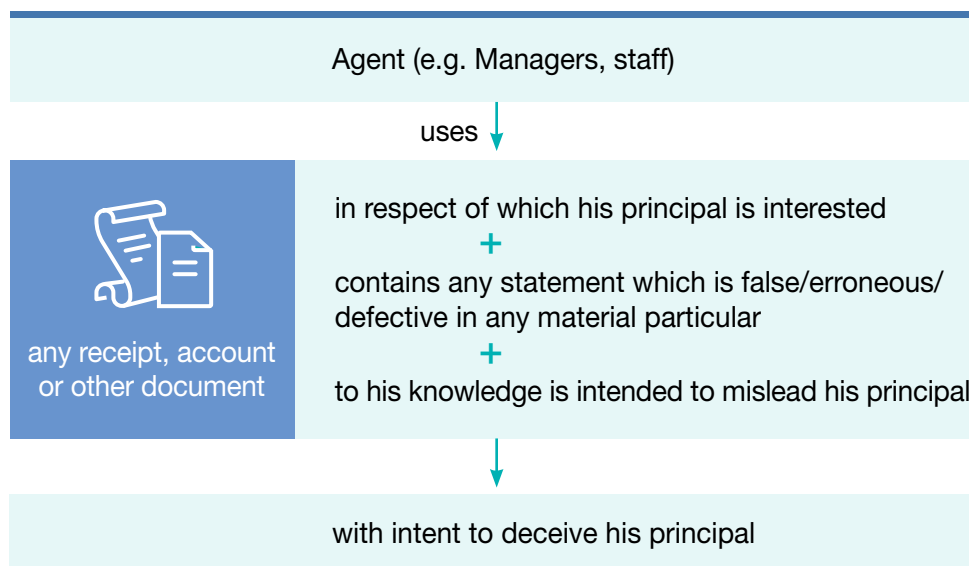 Agent (e.g. Managers, staff)
uses
any receipt, account
or other document
in respect of which his principal is interested
+
contains any statement which is false/erroneous/
defective in any material particular
+
to his knowledge is intended to mislead his principal
with intent to deceive his principal